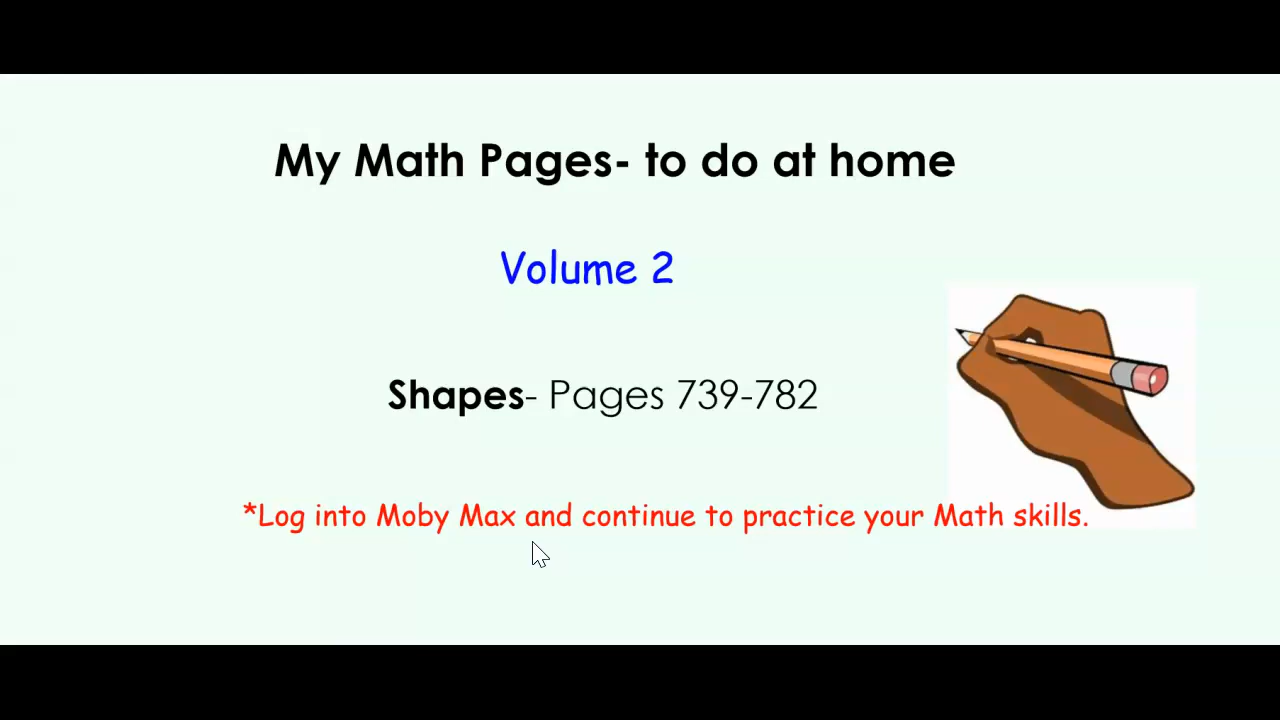 My Math Pages- to do at home
Volume 2
Shapes- Pages 739-782
*Log into Moby Max and continue to practice your Math skills.